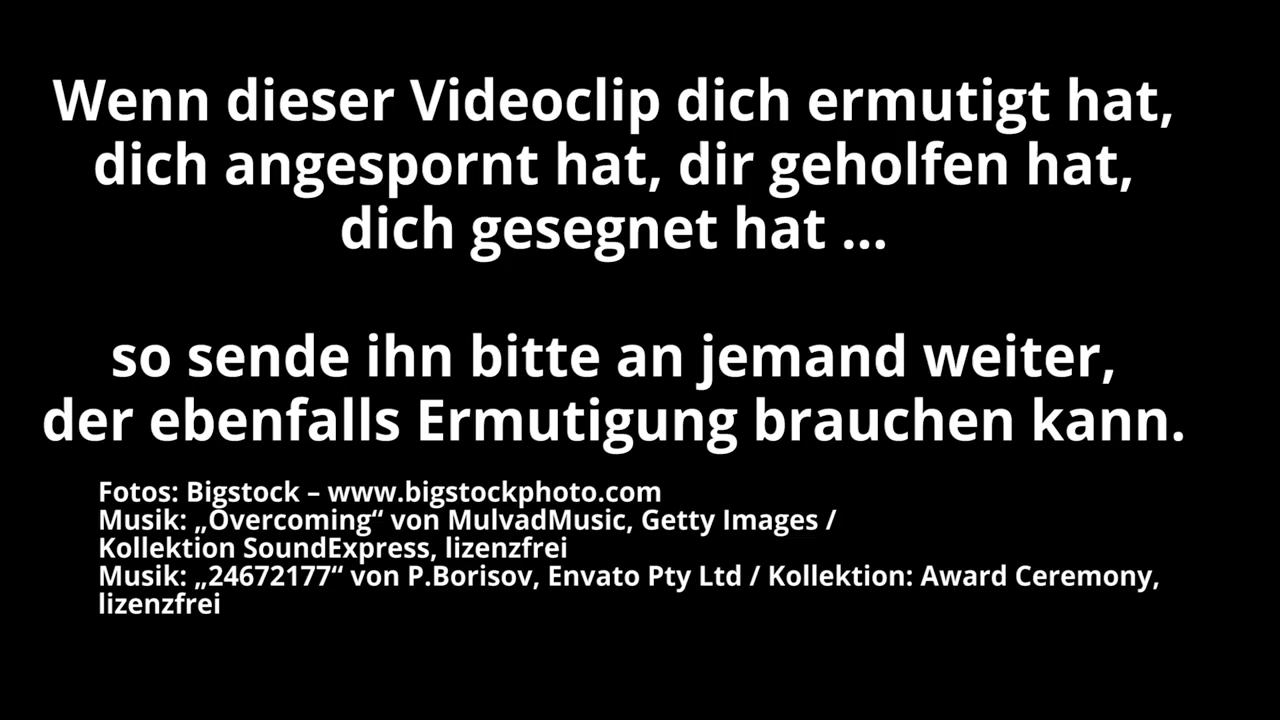 Wenn dieser Videoclip dich ermutigt hat,
dich angespornt hat, dir geholfen hat,
dich gesegnet hat ...
so sende ihn bitte an jemand weiter,
der ebenfalls Ermutigung brauchen kann.
Fotos: Bigstock – www.bigstockphoto.com
Musik: „Overcoming“ von MulvadMusic, Getty Images /
Kollektion SoundExpress, lizenzfrei
Musik: „24672177“ von P.Borisov, Envato Pty Ltd / Kollektion: Award Ceremony,
lizenzfrei